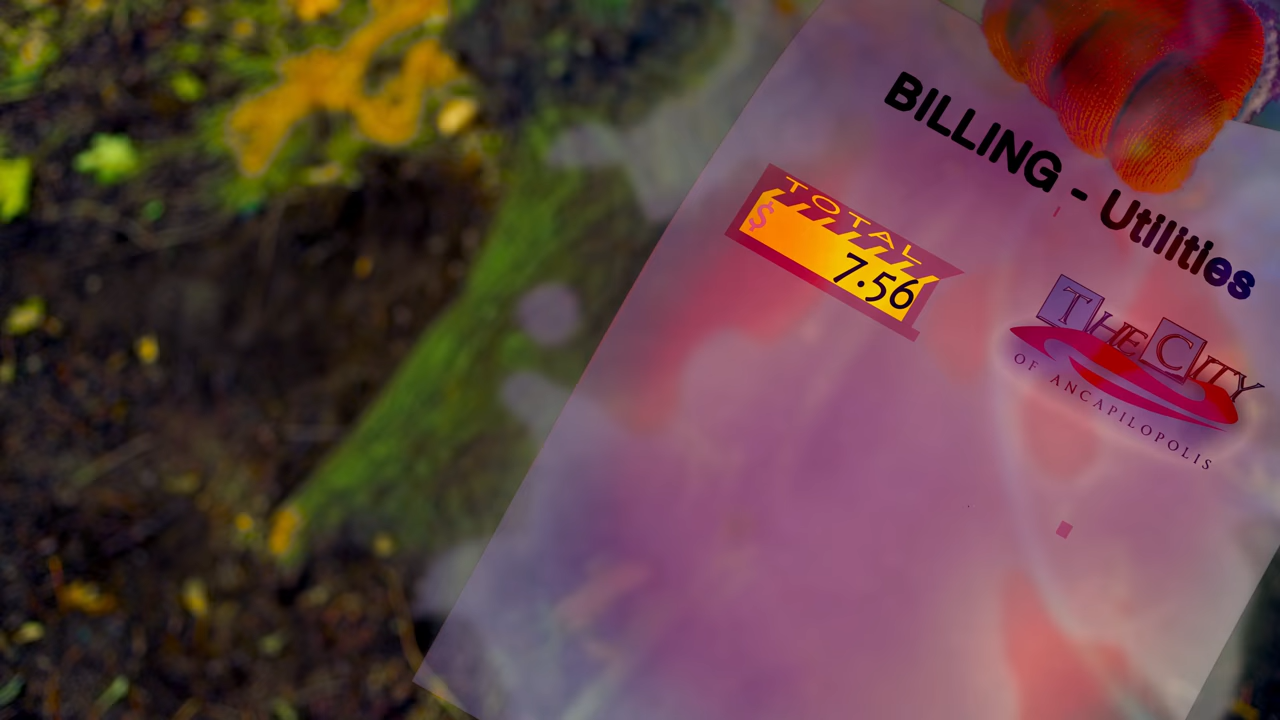 BILLING - Utilities
TOTAL
$ 7.56
THE CITY
OF ANCAPILOPOLIS